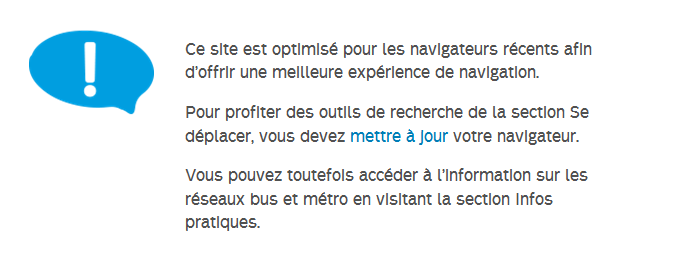 Ce site est optimisé pour les navigateurs récents afin
d'offrir une meilleure expérience de navigation.
Pour profiter des outils de recherche de la section Se
déplacer, vous devez mettre à jour votre navigateur.
Vous pouvez toutefois accéder à l'information sur les
réseaux bus et métro en visitant la section Infos
pratiques.